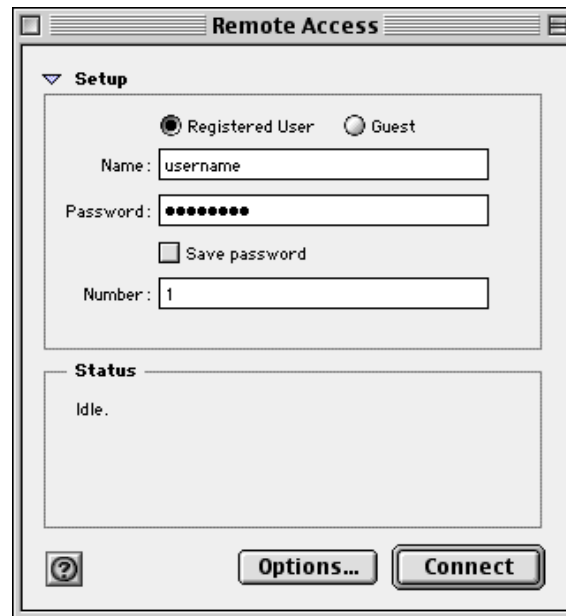 Remote Access
Setup
Registered User Guest
Name: username
Password: ●●●●●●●●
Save password
Number: 1
Status
Idle.
? Options... Connect